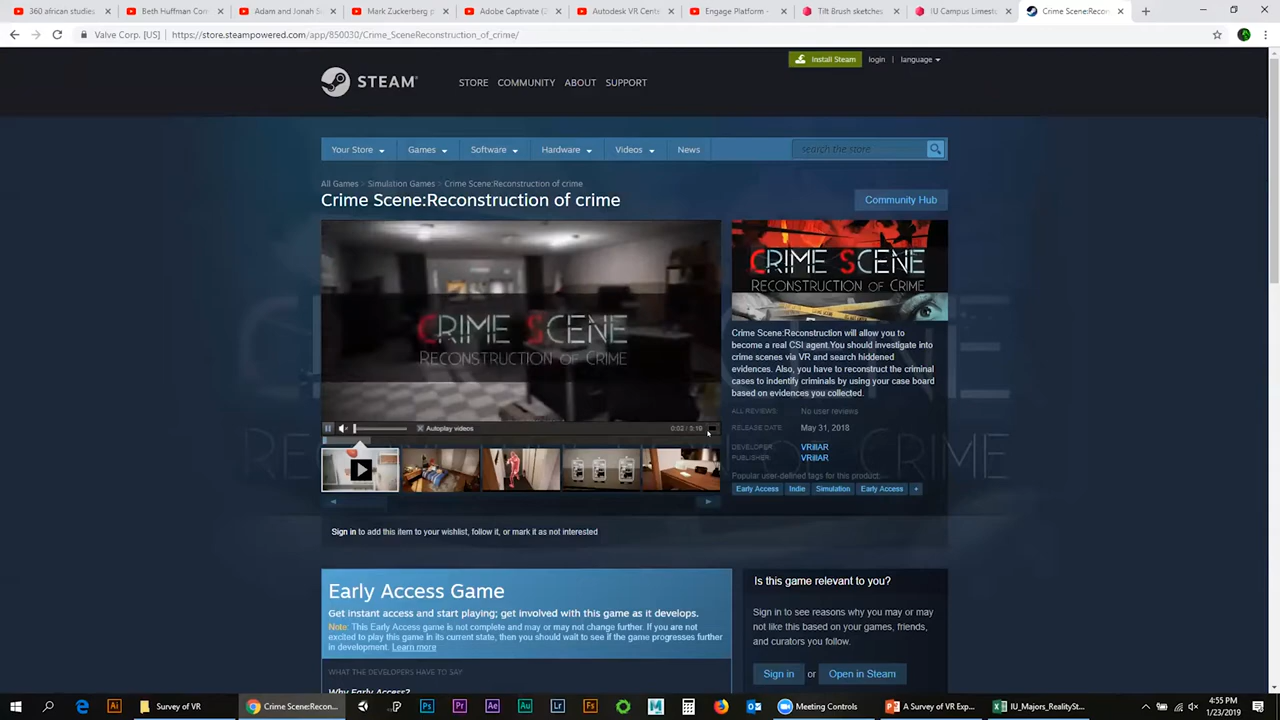 360 african studies
Beth Huffman Con
Adam and Jonah S
Mark Zuckerberg p
Adobe Captivate (2
Autodesk VR Cente
Engage Platform -
Tilt Brush sketches
IU Campus Limesto
Crime Scene:Recon
Valve Corp. [US] | https://store.steampowered.com/app/850030/Crime_SceneReconstruction_of_crime/
Install Steam login | language
STEAM STORE COMMUNITY ABOUT SUPPORT
Your Store Games Software Hardware Videos News search the store
All Games > Simulation Games > Crime Scene:Reconstruction of crime
Crime Scene:Reconstruction of crime
Community Hub
CRIME SCENE
RECONSTRUCTION OF CRIME
Autoplay videos
0:02 / 3:10
CRIME SCENE
RECONSTRUCTION OF CRIME
Crime Scene:Reconstruction will allow you to
become a real CSI agent.You should investigate into
crime scenes via VR and search hiddened
evidences. Also, you have to reconstruct the criminal
cases to indentify criminals by using your case board
based on evidences you collected.
ALL REVIEWS: No user reviews
RELEASE DATE: May 31, 2018
DEVELOPER: VRillAR
PUBLISHER: VRillAR
Popular user-defined tags for this product:
Early Access Indie Simulation Early Access +
Sign in to add this item to your wishlist, follow it, or mark it as not interested
Early Access Game
Get instant access and start playing; get involved with this game as it develops.
Note: This Early Access game is not complete and may or may not change further. If you are not
excited to play this game in its current state, then you should wait to see if the game progresses further
in development. Learn more
WHAT THE DEVELOPERS HAVE TO SAY:
Why Early Access?
Is this game relevant to you?
Sign in to see reasons why you may or may
not like this based on your games, friends,
and curators you follow.
Sign in or Open in Steam
Survey of VR
Crime Scene:Recon...
Meeting Controls
A Survey of VR Exp...
IU_Majors_RealitySt...
4:55 PM
1/23/2019